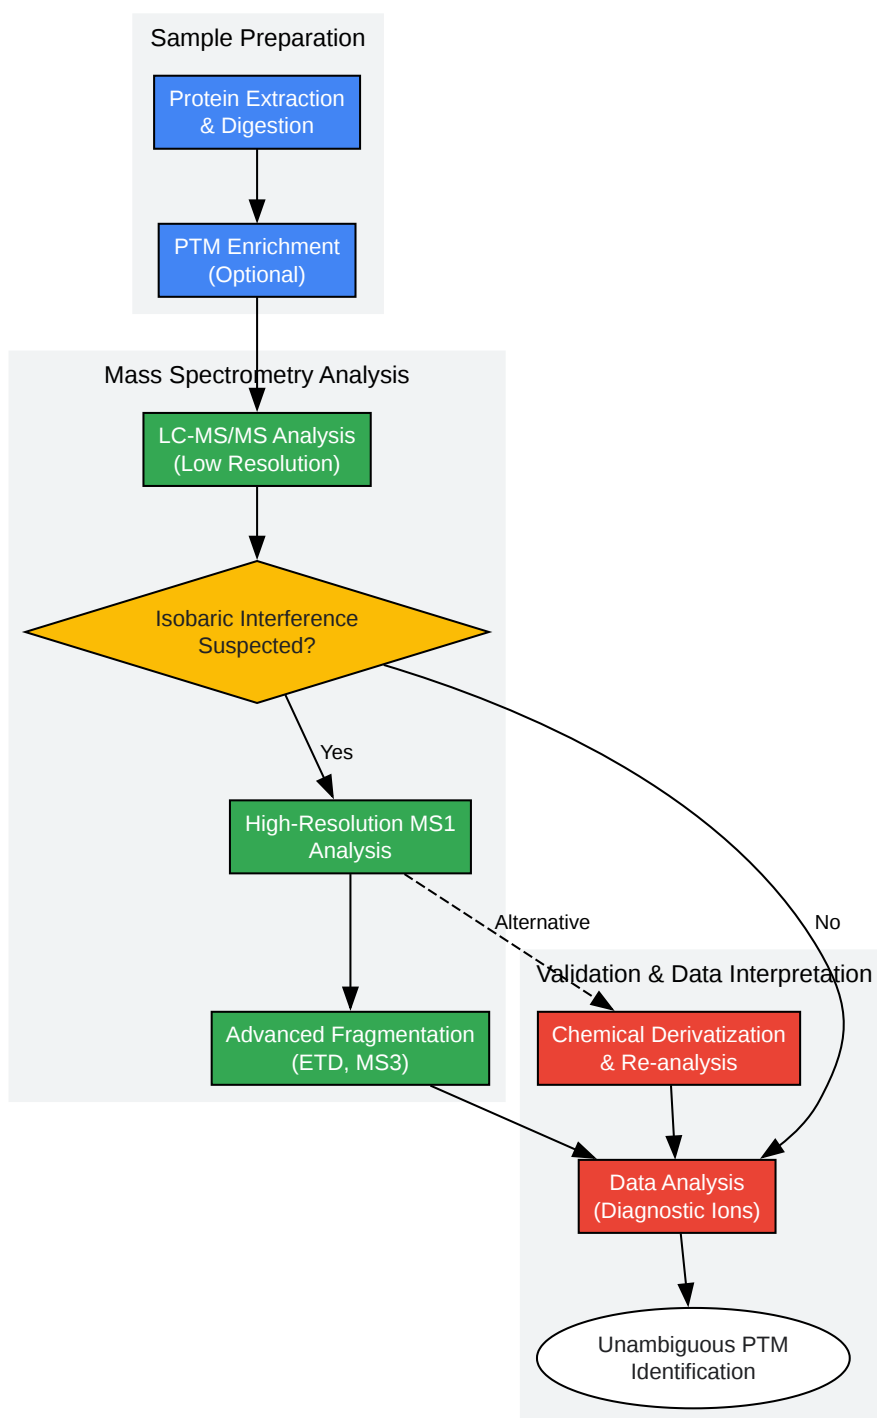 Sample Preparation
Protein Extraction
& Digestion
PTM Enrichment
(Optional)
Mass Spectrometry Analysis
LC-MS/MS Analysis
(Low Resolution)
Isobaric Interference
Suspected?
Yes
High-Resolution MS1
Analysis
Alternative
No
Validation & Data Interpretation
Advanced Fragmentation
(ETD, MS3)
Chemical Derivatization
& Re-analysis
Data Analysis
(Diagnostic Ions)
Unambiguous PTM
Identification